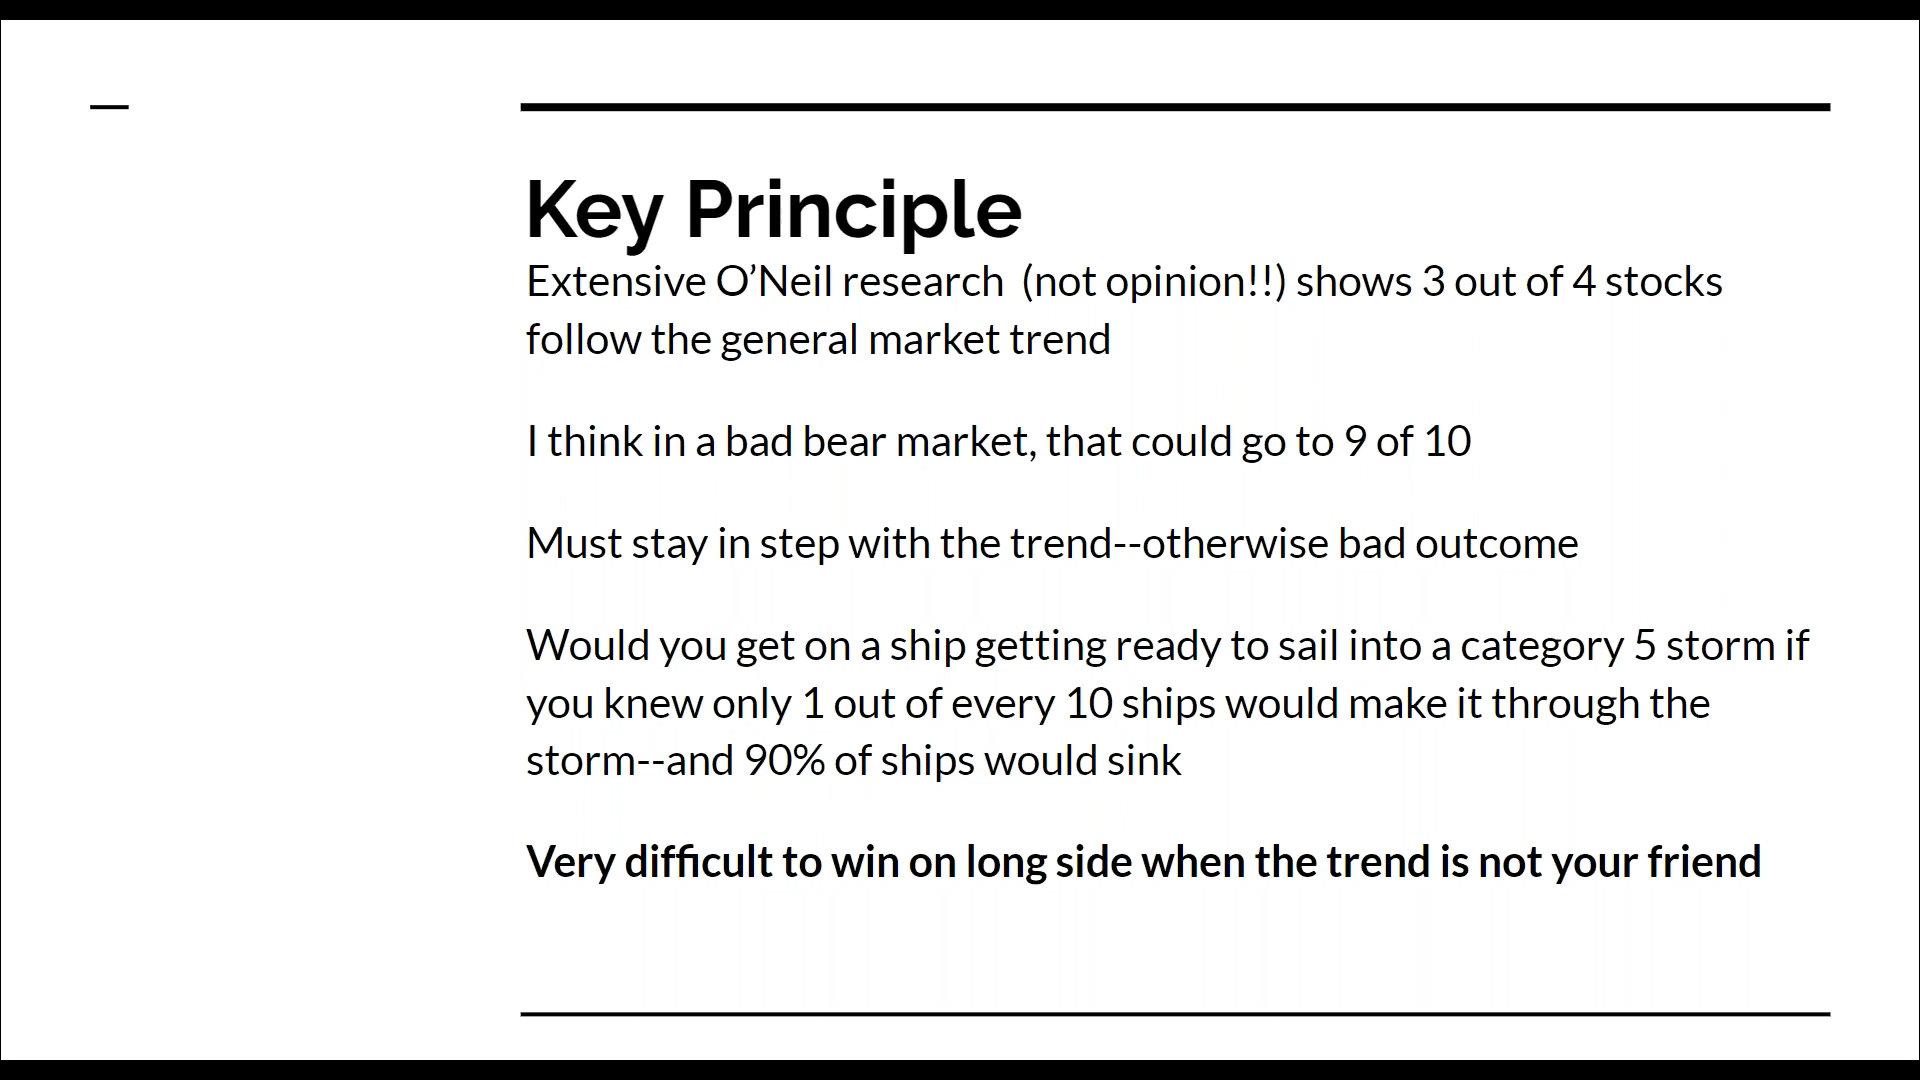 Key Principle
Extensive O’Neil research  (not opinion!!) shows 3 out of 4 stocks
follow the general market trend
I think in a bad bear market, that could go to 9 of 10
Must stay in step with the trend--otherwise bad outcome
Would you get on a ship getting ready to sail into a category 5 storm if
you knew only 1 out of every 10 ships would make it through the
storm--and 90% of ships would sink
Very difficult to win on long side when the trend is not your friend